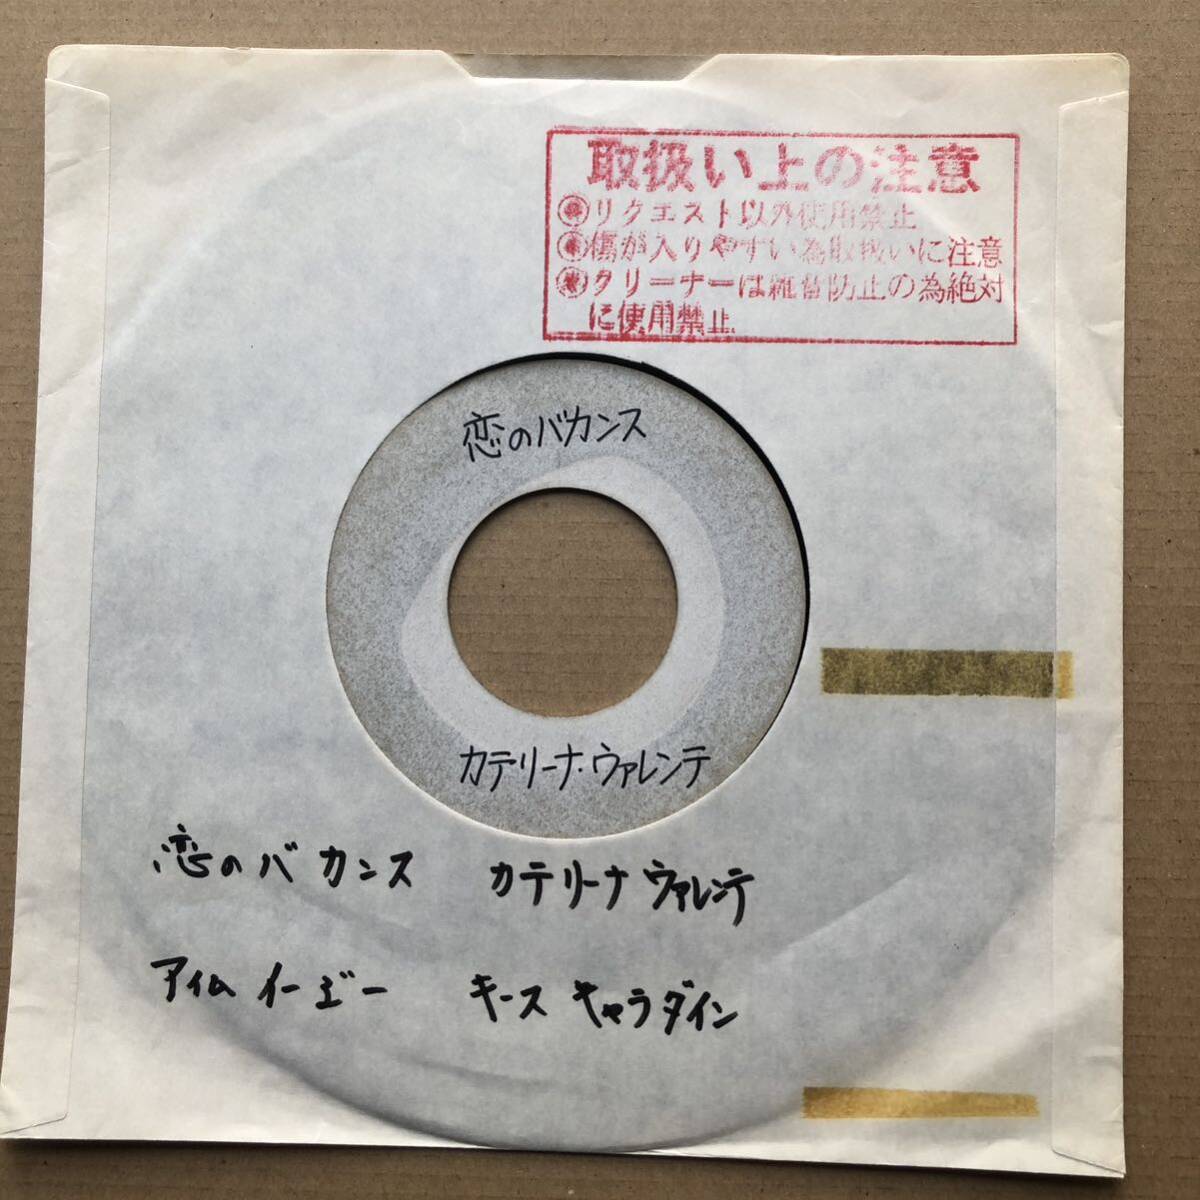 取扱い上の注意
リクエスト以外使用禁止
傷が入りやすい為取扱いに注意
クリーナーは雑音防止の為絶対
に使用禁止
恋のバカンス
カテリーナ・ヴァレンテ
恋のバカンス カテリーナ ヴァレンテ
アイム イージー キース キャラダイン